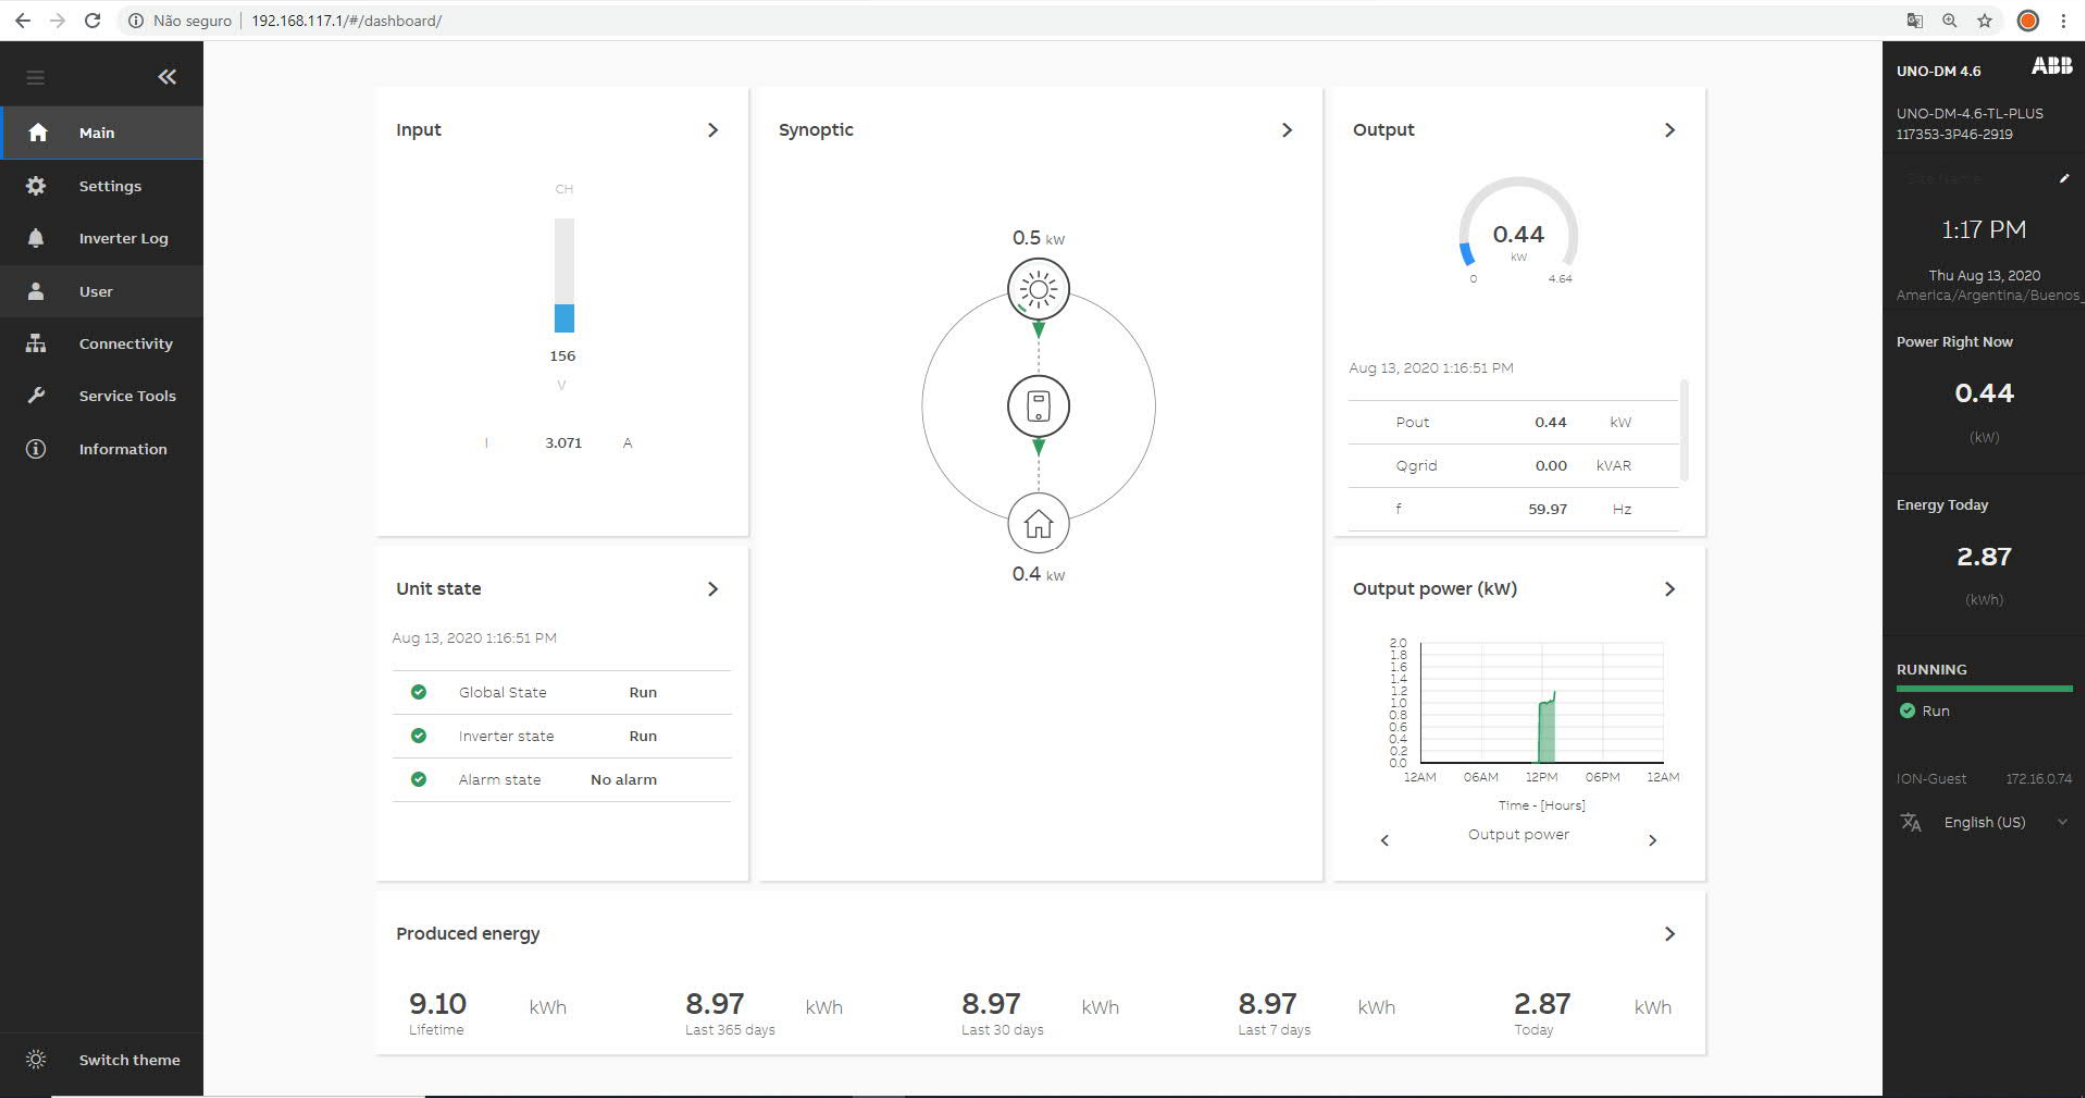 Não seguro | 192.168.117.1/#/dashboard/
Main
Settings
Inverter Log
User
Connectivity
Service Tools
Information
Switch theme
Input
CH
156
V
I 3.071 A
Synoptic
0.5 kW
0.4 kW
Output
0.44
kW
0 4.64
Aug 13, 2020 1:16:51 PM
Pout 0.44 kW
Qgrid 0.00 kVAR
f 59.97 Hz
Unit state
Aug 13, 2020 1:16:51 PM
Global State Run
Inverter state Run
Alarm state No alarm
Output power (kW)
2.0
1.8
1.6
1.4
1.2
1.0
0.8
0.6
0.4
0.2
0.0
12AM 06AM 12PM 06PM 12AM
Time - [Hours]
Output power
Produced energy
9.10 kWh
Lifetime
8.97 kWh
Last 365 days
8.97 kWh
Last 30 days
8.97 kWh
Last 7 days
2.87 kWh
Today
UNO-DM 4.6 ABB
UNO-DM-4.6-TL-PLUS
117353-3P46-2919
1:17 PM
Thu Aug 13, 2020
America/Argentina/Buenos_
Power Right Now
0.44
(kW)
Energy Today
2.87
(kWh)
RUNNING
Run
ION-Guest 172.16.0.74
English (US)